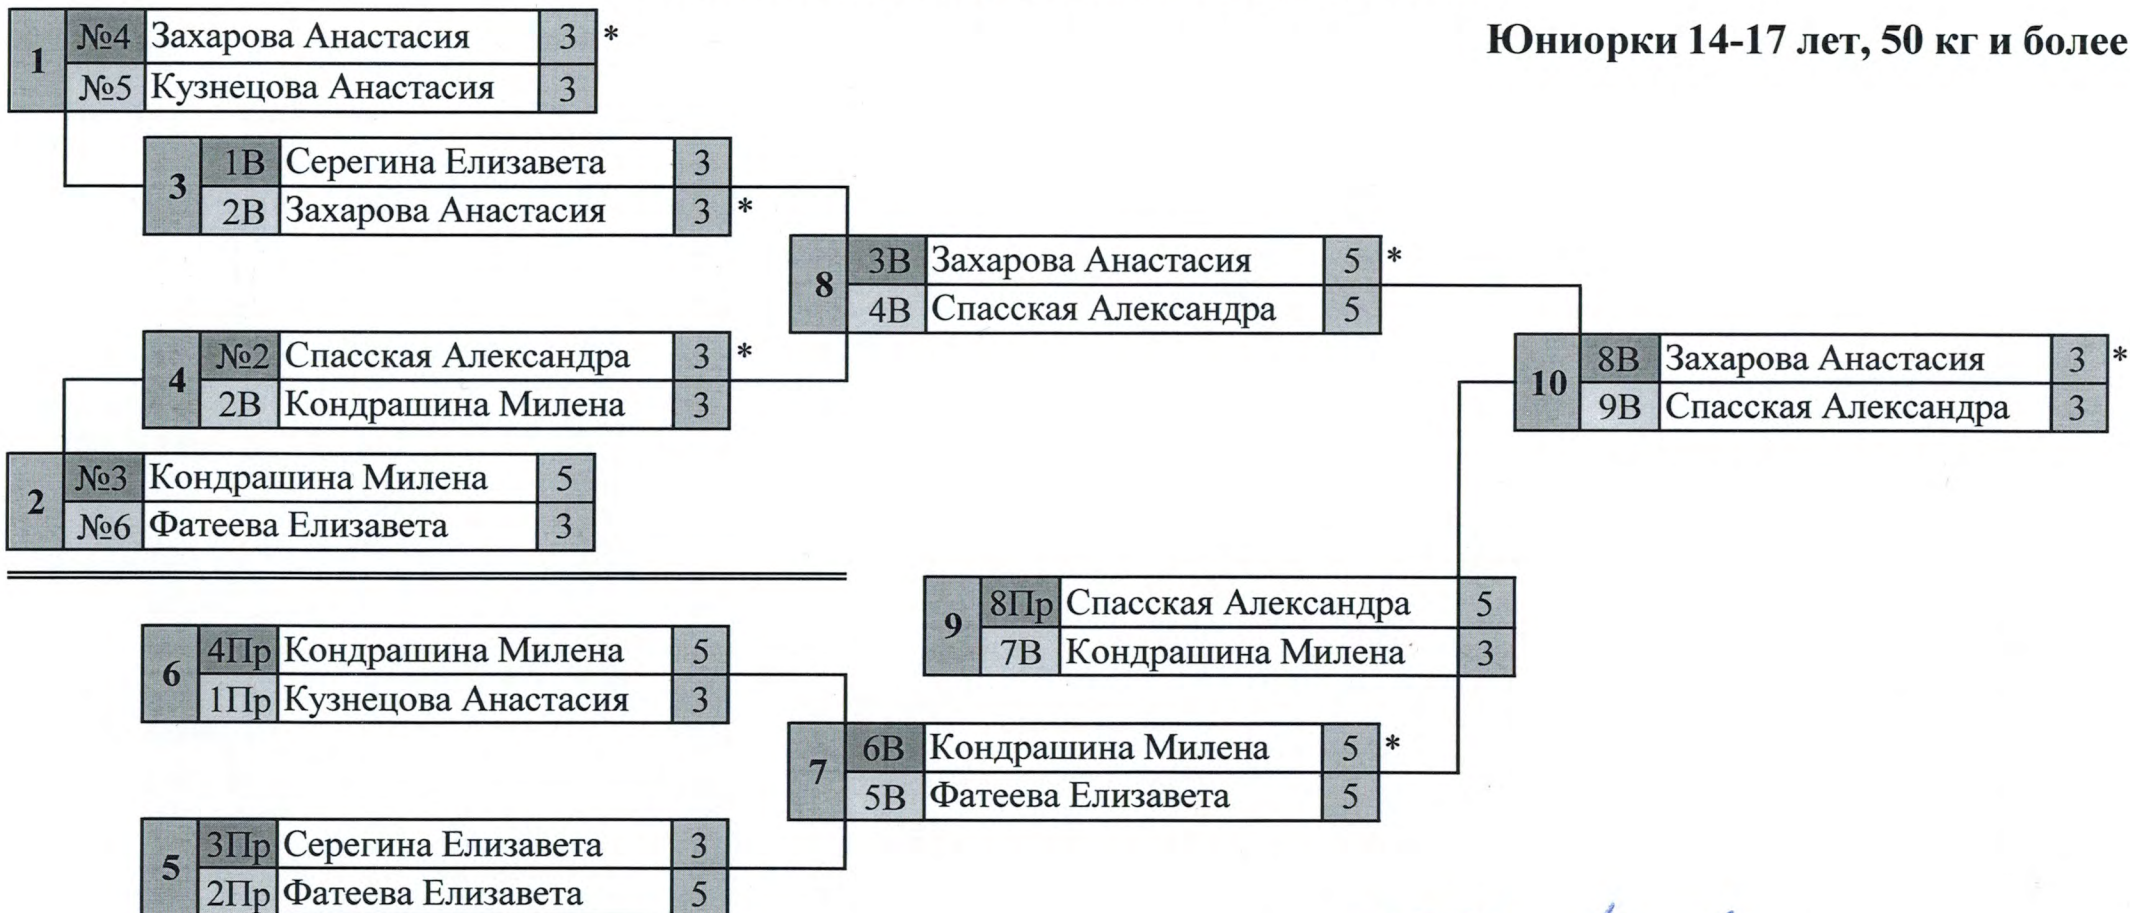 Юниорки 14-17 лет, 50 кг и более
1
№4 Захарова Анастасия 3 *
№5 Кузнецова Анастасия 3
3
1В Серегина Елизавета 3
2В Захарова Анастасия 3 *
8
3В Захарова Анастасия 5 *
4В Спасская Александра 5
4
№2 Спасская Александра 3 *
2В Кондрашина Милена 3
10
8В Захарова Анастасия 3 *
9В Спасская Александра 3
2
№3 Кондрашина Милена 5
№6 Фатеева Елизавета 3
9
8Пр Спасская Александра 5
7В Кондрашина Милена 3
6
4Пр Кондрашина Милена 5
1Пр Кузнецова Анастасия 3
7
6В Кондрашина Милена 5 *
5В Фатеева Елизавета 5
5
3Пр Серегина Елизавета 3
2Пр Фатеева Елизавета 5